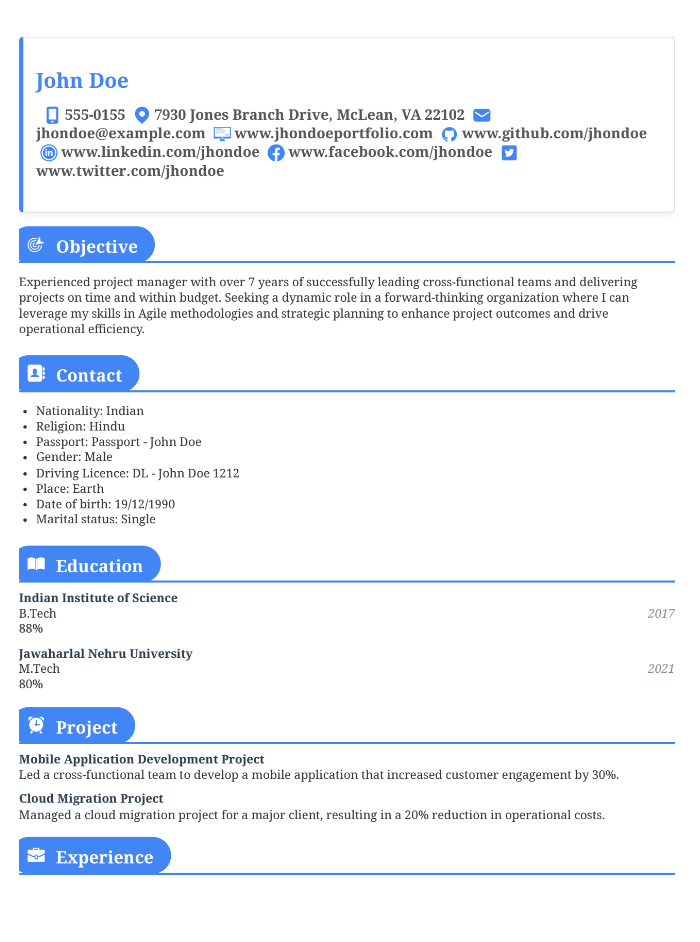 John Doe
555-0155 7930 Jones Branch Drive, McLean, VA 22102
jhondoe@example.com www.jhondoeportfolio.com www.github.com/jhondoe
www.linkedin.com/jhondoe www.facebook.com/jhondoe
www.twitter.com/jhondoe
Objective
Experienced project manager with over 7 years of successfully leading cross-functional teams and delivering
projects on time and within budget. Seeking a dynamic role in a forward-thinking organization where I can
leverage my skills in Agile methodologies and strategic planning to enhance project outcomes and drive
operational efficiency.
Contact
• Nationality: Indian
• Religion: Hindu
• Passport: Passport - John Doe
• Gender: Male
• Driving Licence: DL - John Doe 1212
• Place: Earth
• Date of birth: 19/12/1990
• Marital status: Single
Education
Indian Institute of Science
B.Tech 2017
88%
Jawaharlal Nehru University
M.Tech 2021
80%
Project
Mobile Application Development Project
Led a cross-functional team to develop a mobile application that increased customer engagement by 30%.
Cloud Migration Project
Managed a cloud migration project for a major client, resulting in a 20% reduction in operational costs.
Experience